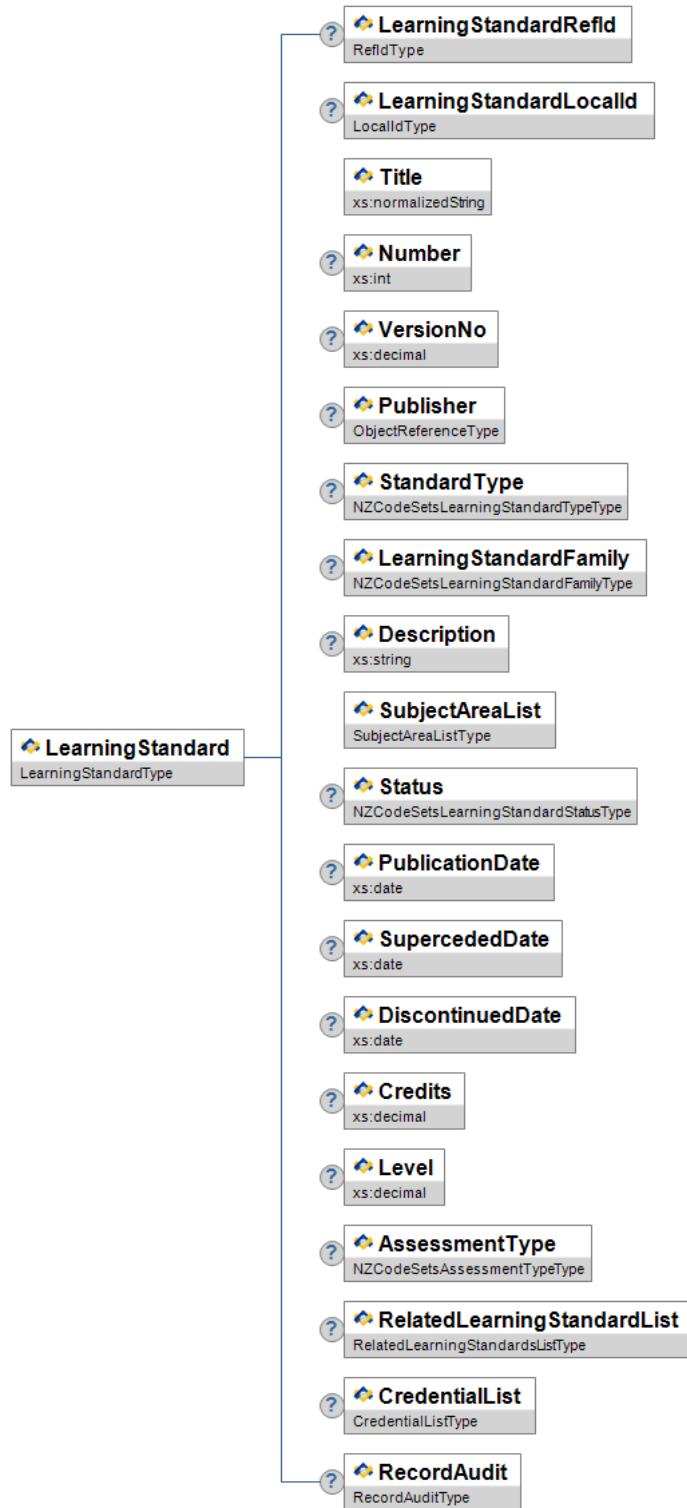 ?
LearningStandardRefId
RefIdType
?
LearningStandardLocalId
LocalIdType
Title
xs:normalizedString
?
Number
xs:int
?
VersionNo
xs:decimal
?
Publisher
ObjectReferenceType
?
StandardType
NZCodeSetsLearningStandardTypeType
?
LearningStandardFamily
NZCodeSetsLearningStandardFamilyType
?
Description
xs:string
SubjectAreaList
SubjectAreaListType
LearningStandard
LearningStandardType
?
Status
NZCodeSetsLearningStandardStatusType
?
PublicationDate
xs:date
?
SupercededDate
xs:date
?
DiscontinuedDate
xs:date
?
Credits
xs:decimal
?
Level
xs:decimal
?
AssessmentType
NZCodeSetsAssessmentTypeType
?
RelatedLearningStandardList
RelatedLearningStandardsListType
?
CredentialList
CredentialListType
?
RecordAudit
RecordAuditType